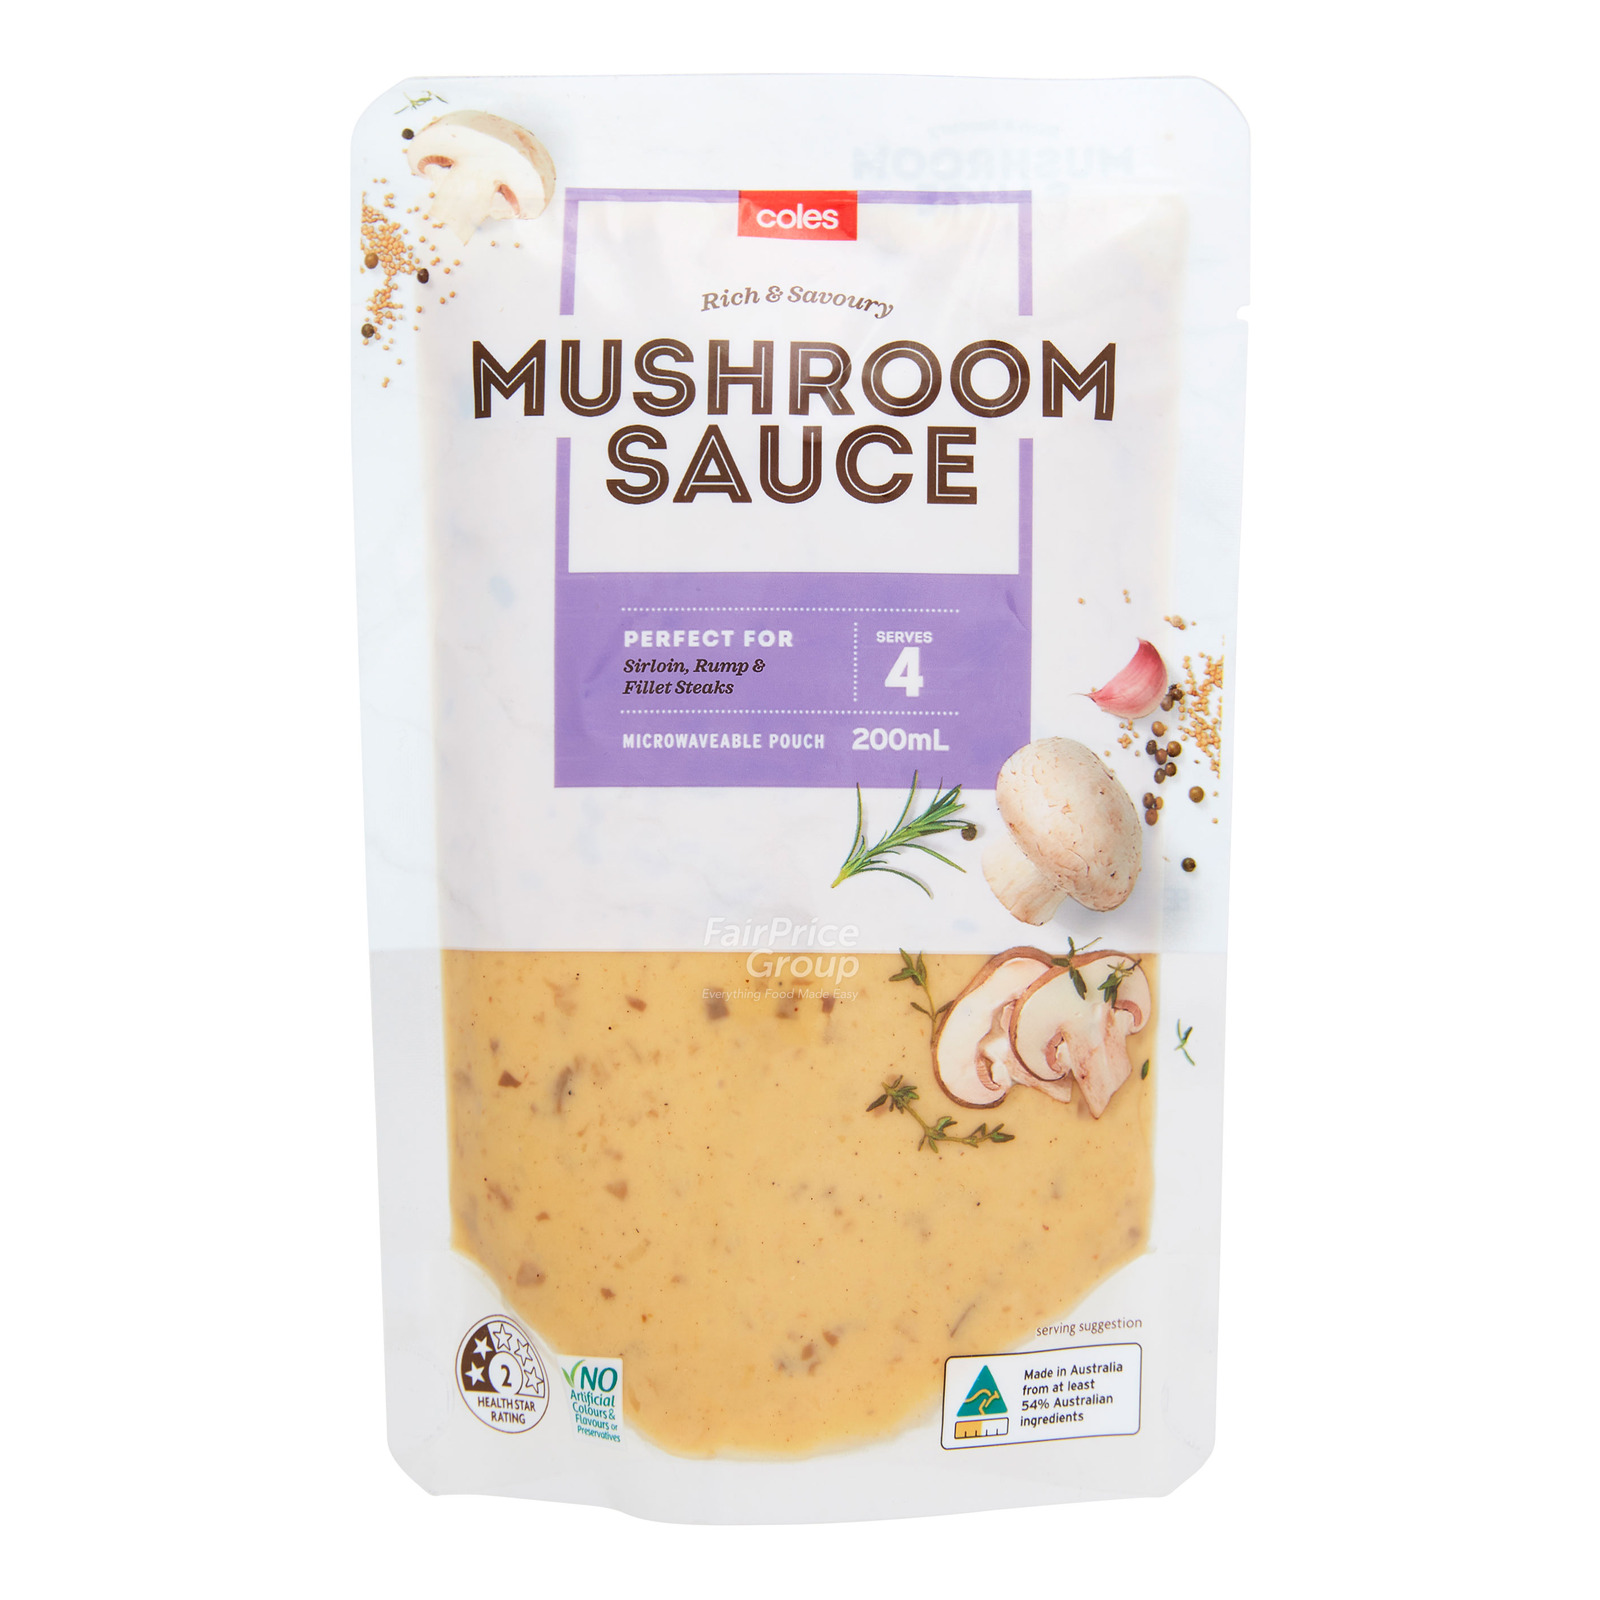 coles
Rich & Savoury
MUSHROOM
SAUCE
PERFECT FOR
Sirloin, Rump &
Fillet Steaks
SERVES
4
MICROWAVEABLE POUCH 200mL
FairPrice
Group
Everything Food Made Easy
serving suggestion
2
HEALTH STAR
RATING
NO
Artificial
Colours &
Flavours or
Preservatives
Made in Australia
from at least
54% Australian
ingredients